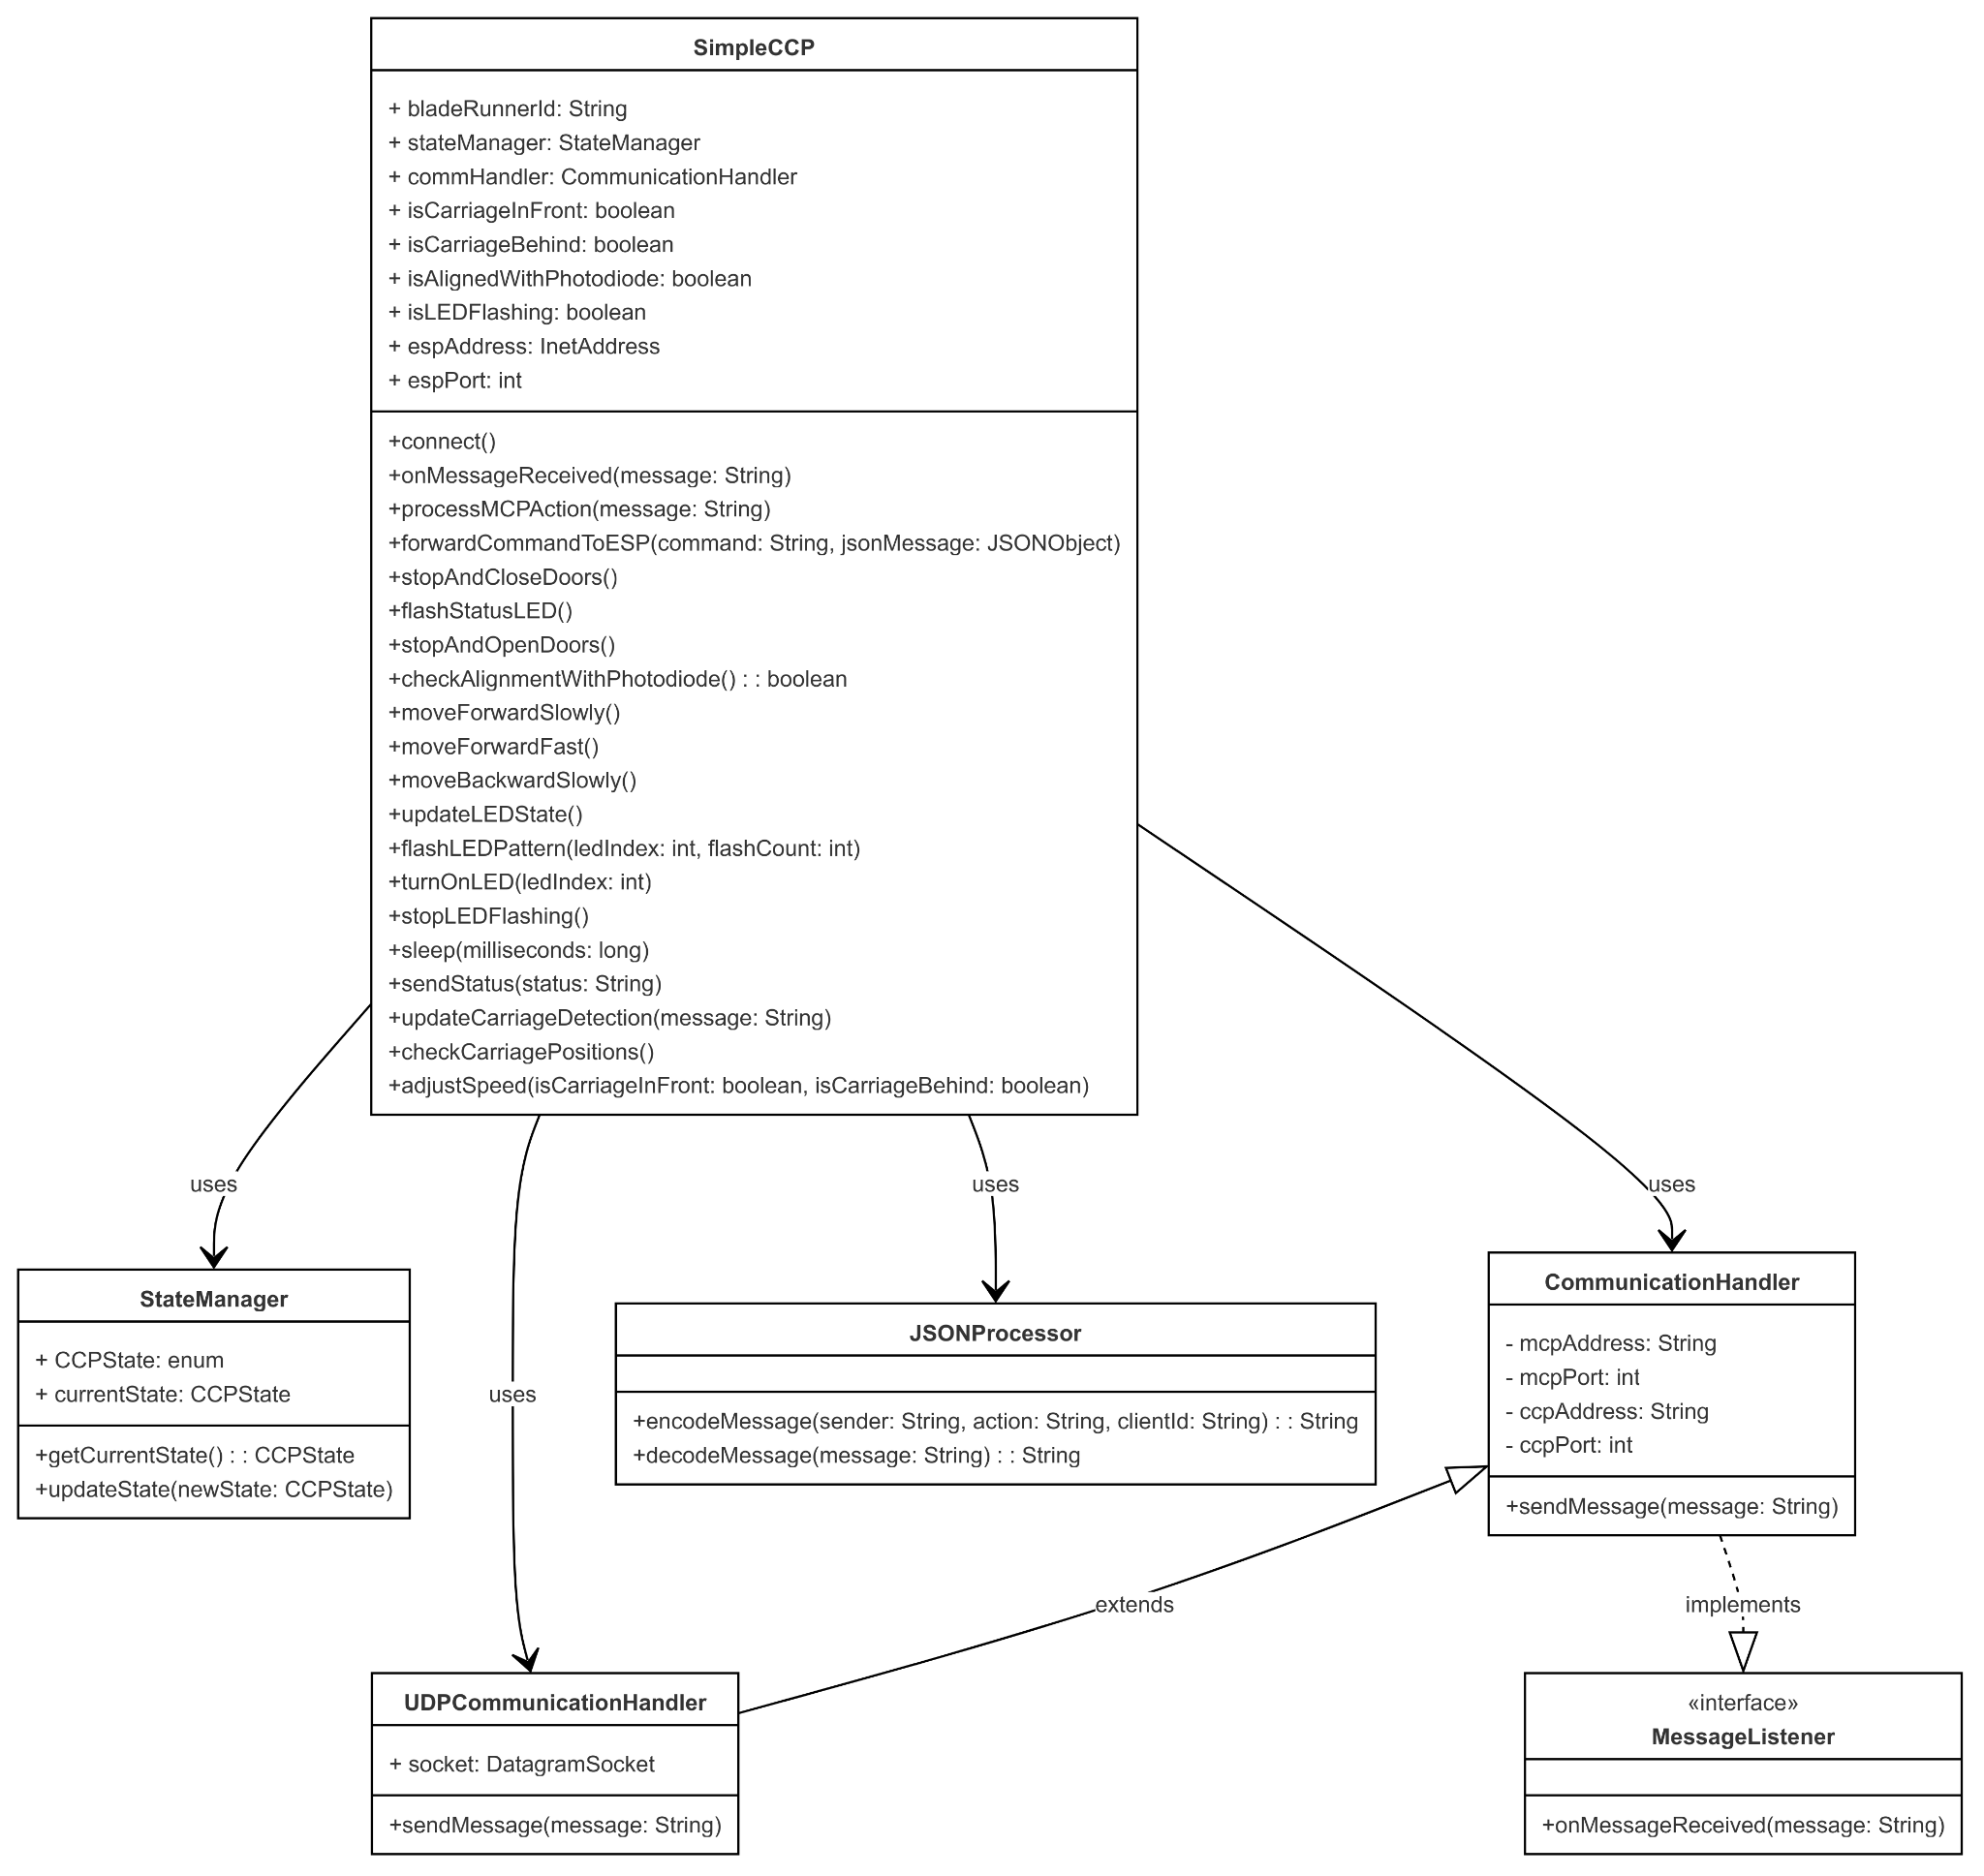 SimpleCCP
+ bladeRunnerId: String
+ stateManager: StateManager
+ commHandler: CommunicationHandler
+ isCarriageInFront: boolean
+ isCarriageBehind: boolean
+ isAlignedWithPhotodiode: boolean
+ isLEDFlashing: boolean
+ espAddress: InetAddress
+ espPort: int
+connect()
+onMessageReceived(message: String)
+processMCPAction(message: String)
+forwardCommandToESP(command: String, jsonMessage: JSONObject)
+stopAndCloseDoors()
+flashStatusLED()
+stopAndOpenDoors()
+checkAlignmentWithPhotodiode() : : boolean
+moveForwardSlowly()
+moveForwardFast()
+moveBackwardSlowly()
+updateLEDState()
+flashLEDPattern(ledIndex: int, flashCount: int)
+turnOnLED(ledIndex: int)
+stopLEDFlashing()
+sleep(milliseconds: long)
+sendStatus(status: String)
+updateCarriageDetection(message: String)
+checkCarriagePositions()
+adjustSpeed(isCarriageInFront: boolean, isCarriageBehind: boolean)
uses
uses
uses
uses
StateManager
+ CCPState: enum
+ currentState: CCPState
+getCurrentState() : : CCPState
+updateState(newState: CCPState)
JSONProcessor
+encodeMessage(sender: String, action: String, clientId: String) : : String
+decodeMessage(message: String) : : String
CommunicationHandler
- mcpAddress: String
- mcpPort: int
- ccpAddress: String
- ccpPort: int
+sendMessage(message: String)
extends
implements
UDPCommunicationHandler
+ socket: DatagramSocket
+sendMessage(message: String)
«interface»
MessageListener
+onMessageReceived(message: String)